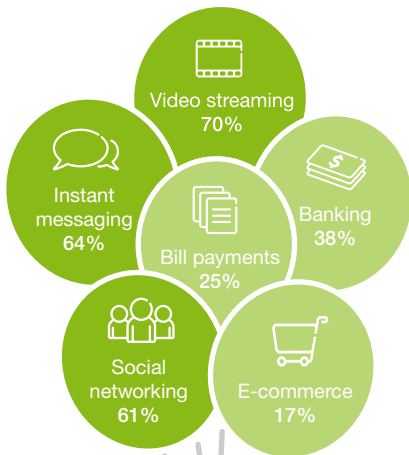 Video streaming
70%
Instant
messaging
64%
$
Banking
38%
Bill payments
25%
Social
networking
61%
E-commerce
17%